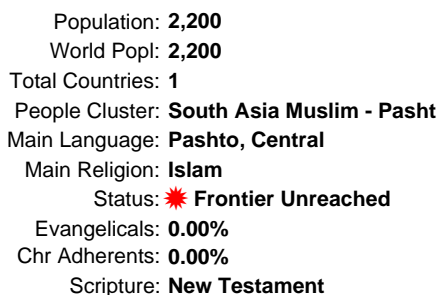 Population: 2,200
World Popl: 2,200
Total Countries: 1
People Cluster: South Asia Muslim - Pasht
Main Language: Pashto, Central
Main Religion: Islam
Status: Frontier Unreached
Evangelicals: 0.00%
Chr Adherents: 0.00%
Scripture: New Testament